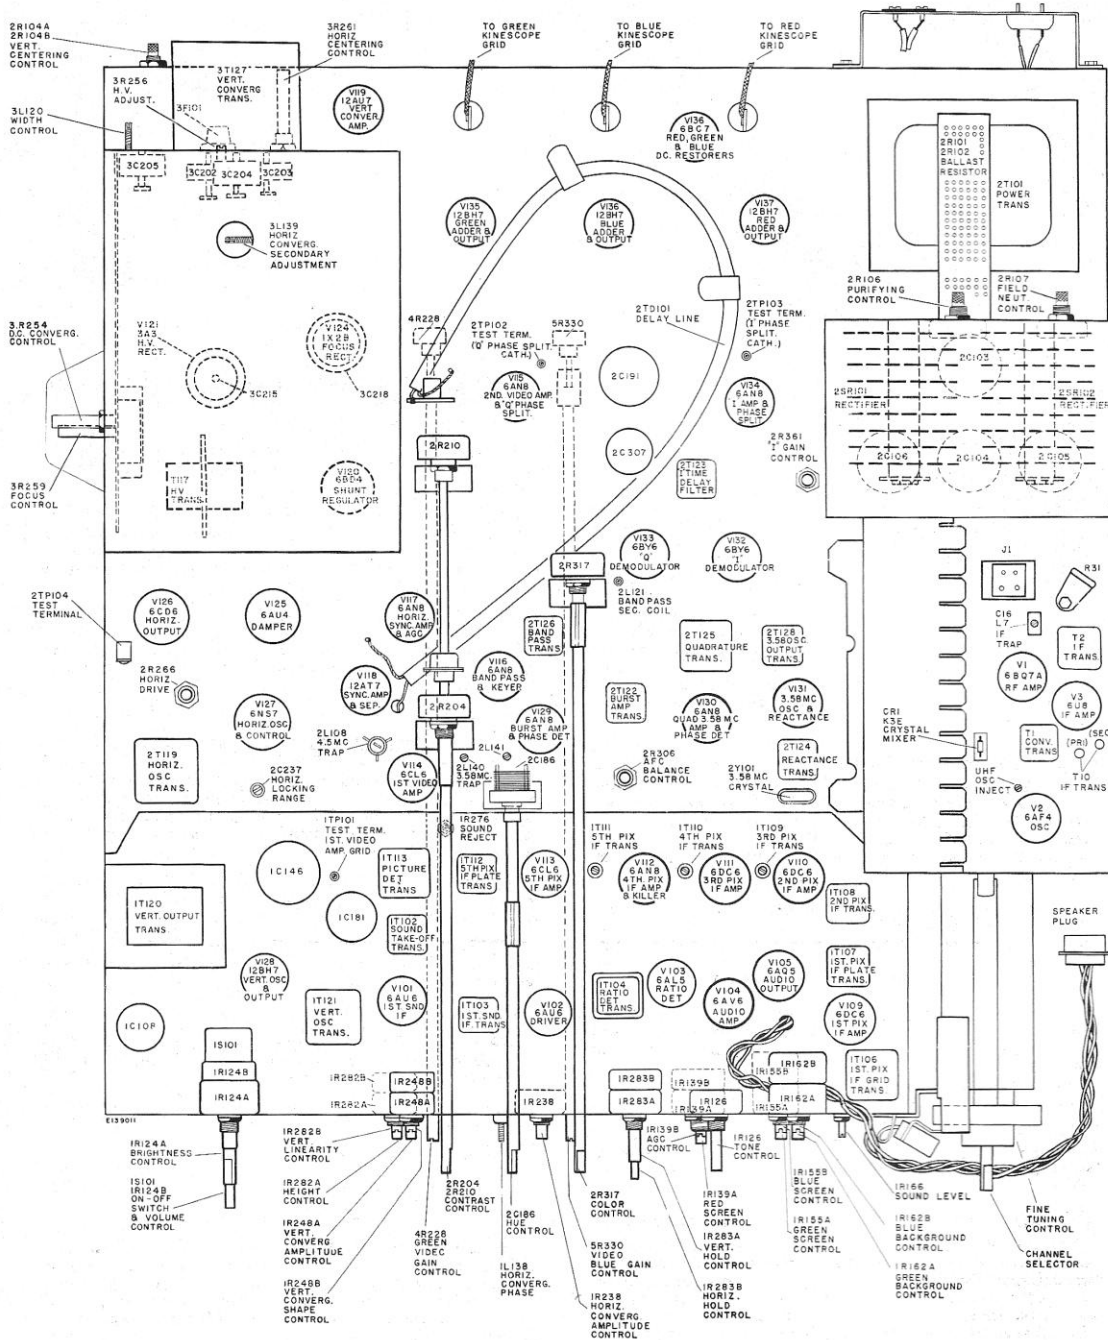 2R104A
2R104B
VERT.
CENTERING
CONTROL
3R261
HORIZ
CENTERING
CONTROL
TO GREEN
KINESCOPE
GRID
TO BLUE
KINESCOPE
GRID
TO RED
KINESCOPE
GRID
3R256
H.V.
ADJUST.
3T127
VERT.
CONVERG
TRANS.
3F101
3L120
WIDTH
CONTROL
V119
12AU7
VERT
CONVER.
AMP.
V136
6BC7
RED, GREEN
& BLUE
D.C. RESTORERS
2R101
2R102
BALLAST
RESISTOR
2T101
POWER
TRANS
3C205
3C202
3C204
3C203
V135
12BH7
GREEN
ADDER &
OUTPUT
V136
12BH7
BLUE
ADDER
& OUTPUT
V137
12BH7
RED
ADDER &
OUTPUT
3L139
HORIZ
CONVERG.
SECONDARY
ADJUSTMENT
2R106
PURIFYING
CONTROL
2R107
FIELD
NEUT.
CONTROL
3.R254
D.C. CONVERG.
CONTROL
V121
3A3
H.V.
RECT.
V124
1X2B
FOCUS
RECT.
3C215
3C218
4R228
2TP102
TEST TERM.
("Q" PHASE SPLIT.
CATH.)
5R330
2TD101
DELAY LINE
2TP103
TEST TERM.
("I" PHASE
SPLIT.
CATH.)
V115
6AN8
2ND. VIDEO AMP.
& "Q" PHASE
SPLIT.
2C191
V134
6AN8
I AMP &
PHASE
SPLIT
2C103
2SR101
RECTIFIER
2SR102
RECTIFIER
2C106
2C104
2C105
3R259
FOCUS
CONTROL
T117
HV
TRANS.
V120
6BD4
SHUNT
REGULATOR
2R210
2C307
2T123
I TIME
DELAY
FILTER
2R361
"I" GAIN
CONTROL
2TP104
TEST
TERMINAL
V126
6CD6
HORIZ.
OUTPUT
V125
6AU4
DAMPER
V117
6AN8
HORIZ.
SYNC. AMP
& AGC
2R317
V133
6BY6
"Q"
DEMODULATOR
V132
6BY6
"I"
DEMODULATOR
2L121
BAND PASS
SEC. COIL
J1
R31
C16
L7
IF
TRAP
T2
IF
TRANS.
2R266
HORIZ.
DRIVE
V118
12AT7
SYNC. AMP
& SEP.
V116
6AN8
BAND PASS
& KEYER
2T126
BAND
PASS
TRANS
2T125
QUADRATURE
TRANS.
2T128
3.58 OSC
OUTPUT
TRANS
V1
6BQ7A
RF AMP
V3
6U8
IF AMP
V127
6NS7
HORIZ. OSC
& CONTROL
2R204
V129
6AN8
BURST AMP
& PHASE DET
2T122
BURST
AMP
TRANS
V130
6AN8
QUAD 3.58 MC
AMP &
PHASE DET
V131
3.58MC
OSC &
REACTANCE
CR1
K3E
CRYSTAL
MIXER
T1
CONV.
TRANS
(PRI)
(SEC)
T10
IF TRANS
2T119
HORIZ.
OSC
TRANS.
2L108
4.5 MC
TRAP
2C237
HORIZ.
LOCKING
RANGE
V114
6CL6
1ST VIDEO
AMP
2L141
2L140
3.58MC.
TRAP
2C186
2R306
AFC
BALANCE
CONTROL
2T124
REACTANCE
TRANS
2Y101
3.58 MC
CRYSTAL
UHF
OSC
INJECT
V2
6AF4
OSC
1TP101
TEST TERM.
1ST. VIDEO
AMP. GRID
1R276
SOUND
REJECT
1T111
5TH PIX
IF TRANS
1T110
4TH PIX
IF TRANS
1T109
3RD PIX
IF TRANS
1C146
1T113
PICTURE
DET
TRANS
1T112
5TH PIX
IF PLATE
TRANS
V113
6CL6
5TH PIX
IF AMP
V112
6AN8
4TH. PIX
IF AMP
& KILLER
V111
6DC6
3RD PIX
IF AMP
V110
6DC6
2ND PIX
IF AMP
1T108
2ND PIX
IF TRANS.
1T120
VERT. OUTPUT
TRANS.
1C181
1T102
SOUND
TAKE-OFF
TRANS.
SPEAKER
PLUG
V128
12BH7
VERT. OSC
&
OUTPUT
V101
6AU6
1ST. SND
IF
1T103
1ST. SND.
I.F. TRANS
V102
6AU6
DRIVER
1T104
RATIO
DET
TRANS.
V103
6AL5
RATIO
DET
V104
6AV6
AUDIO
AMP
V105
6AQ5
AUDIO
OUTPUT
1T107
1ST. PIX
IF PLATE
TRANS.
V109
6DC6
1ST PIX
IF AMP
1C108
1T121
VERT.
OSC
TRANS.
1T106
1ST. PIX
IF GRID
TRANS
1S101
1R124B
1R124A
1R282B
1R282A
1R248B
1R248A
1R238
1R283B
1R283A
1R139B
1R139A
1R126
1R155B
1R155A
1R162B
1R162A
E139011
1R124A
BRIGHTNESS
CONTROL
1S101
1R124B
ON-OFF
SWITCH
& VOLUME
CONTROL
1R282B
VERT.
LINEARITY
CONTROL
1R282A
HEIGHT
CONTROL
1R248A
VERT.
CONVERG.
AMPLITUDE
CONTROL
1R248B
VERT.
CONVERG.
SHAPE
CONTROL
2R204
2R210
CONTRAST
CONTROL
4R228
GREEN
VIDEO
GAIN
CONTROL
2C186
HUE
CONTROL
1L138
HORIZ.
CONVERG.
PHASE
2R317
COLOR
CONTROL
5R330
VIDEO
BLUE GAIN
CONTROL
1R238
HORIZ.
CONVERG.
AMPLITUDE
CONTROL
1R139B
AGC
CONTROL
1R126
TONE
CONTROL
1R139A
RED
SCREEN
CONTROL
1R283A
VERT.
HOLD
CONTROL
1R283B
HORIZ.
HOLD
CONTROL
1R155B
BLUE
SCREEN
CONTROL
1R155A
GREEN
SCREEN
CONTROL
1R166
SOUND LEVEL
1R162B
BLUE
BACKGROUND
CONTROL
1R162A
GREEN
BACKGROUND
CONTROL
FINE
TUNING
CONTROL
CHANNEL
SELECTOR